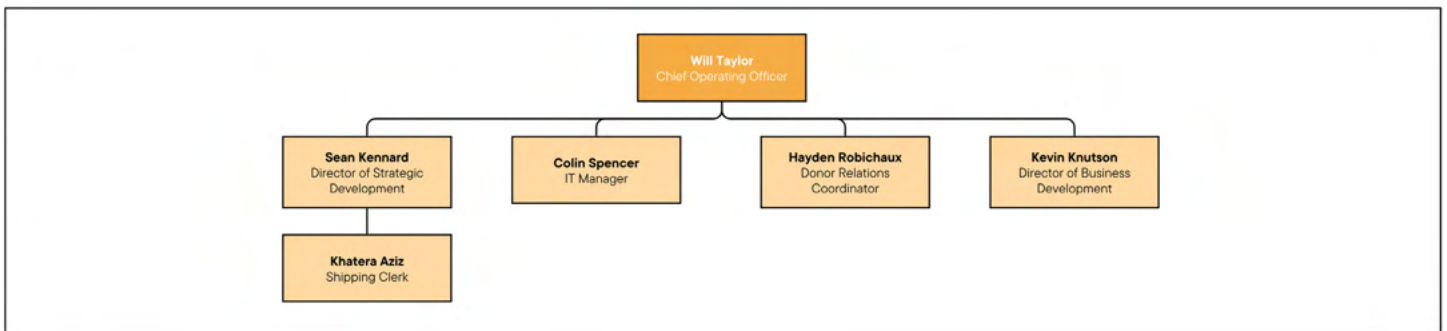 Will Taylor
Chief Operating Officer
Sean Kennard
Director of Strategic
Development
Colin Spencer
IT Manager
Hayden Robichaux
Donor Relations
Coordinator
Kevin Knutson
Director of Business
Development
Khatera Aziz
Shipping Clerk